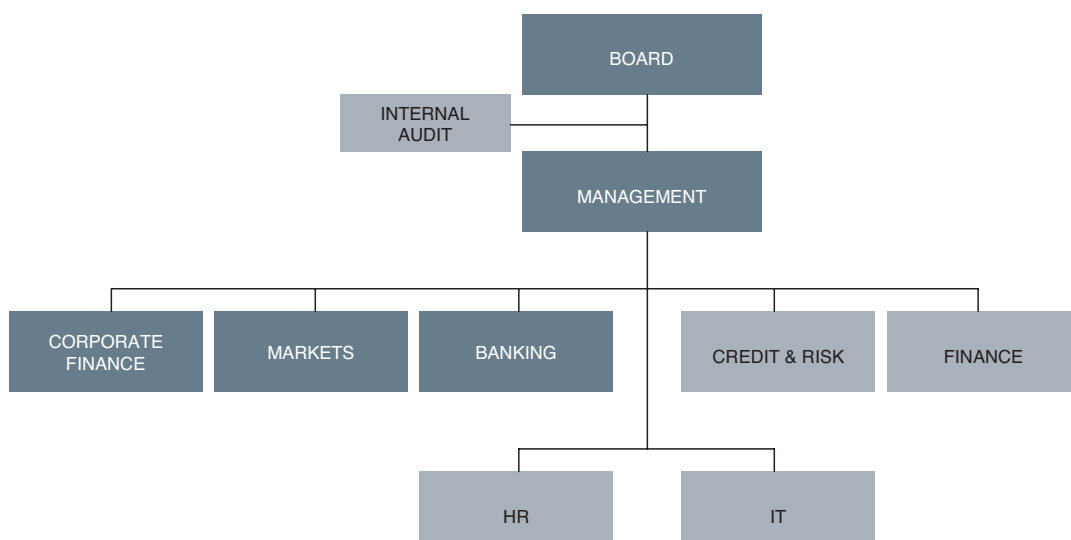 BOARD
INTERNAL
AUDIT
MANAGEMENT
CORPORATE
FINANCE
MARKETS
BANKING
CREDIT & RISK
FINANCE
HR
IT